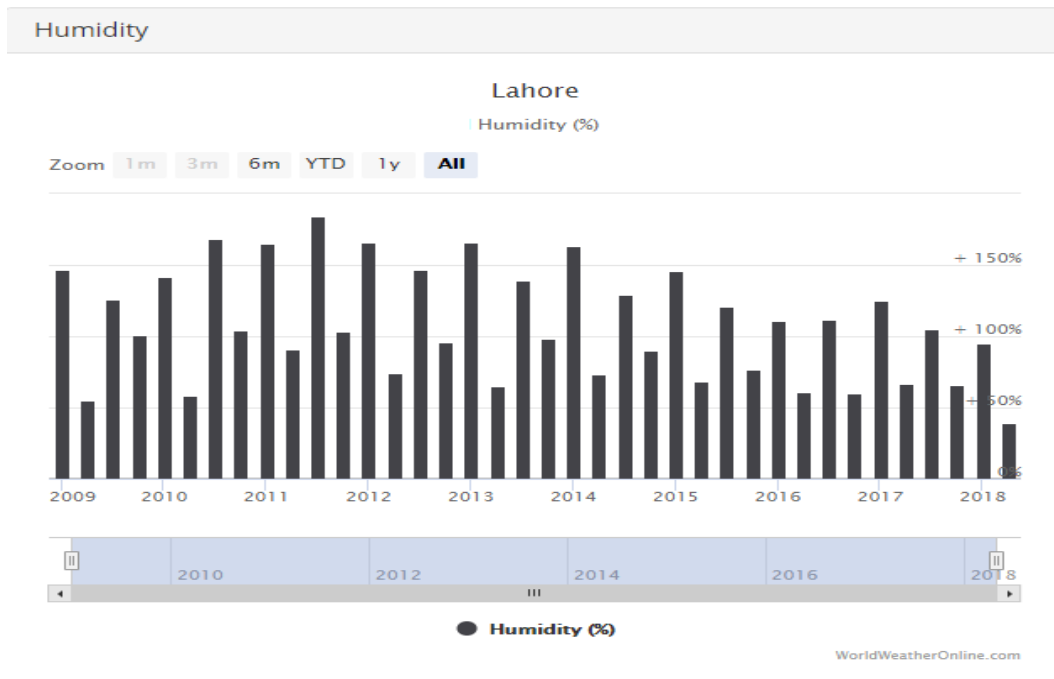 Humidity
Lahore
Humidity (%)
Zoom 1m 3m 6m YTD 1y All
+ 150%
+ 100%
+ 50%
0%
2009 2010 2011 2012 2013 2014 2015 2016 2017 2018
2010 2012 2014 2016 2018
Humidity (%)
WorldWeatherOnline.com